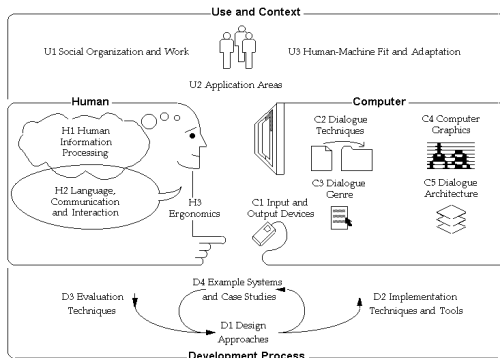 Use and Context
U1 Social Organization and Work
U3 Human-Machine Fit and Adaptation
U2 Application Areas
Human
H1 Human
Information
Processing
H2 Language,
Communication
and Interaction
H3
Ergonomics
Computer
C2 Dialogue
Techniques
C4 Computer
Graphics
C3 Dialogue
Genre
C5 Dialogue
Architecture
C1 Input and
Output Devices
D3 Evaluation
Techniques
D4 Example Systems
and Case Studies
D2 Implementation
Techniques and Tools
D1 Design
Approaches
Development Process